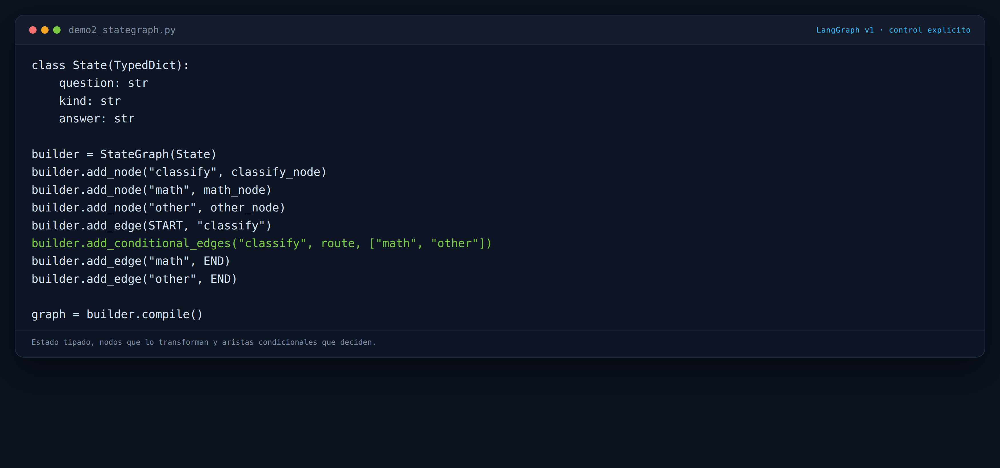 demo2_stategraph.py
LangGraph v1 · control explicito
class State(TypedDict):
    question: str
    kind: str
    answer: str
builder = StateGraph(State)
builder.add_node("classify", classify_node)
builder.add_node("math", math_node)
builder.add_node("other", other_node)
builder.add_edge(START, "classify")
builder.add_conditional_edges("classify", route, ["math", "other"])
builder.add_edge("math", END)
builder.add_edge("other", END)
graph = builder.compile()
Estado tipado, nodos que lo transforman y aristas condicionales que deciden.